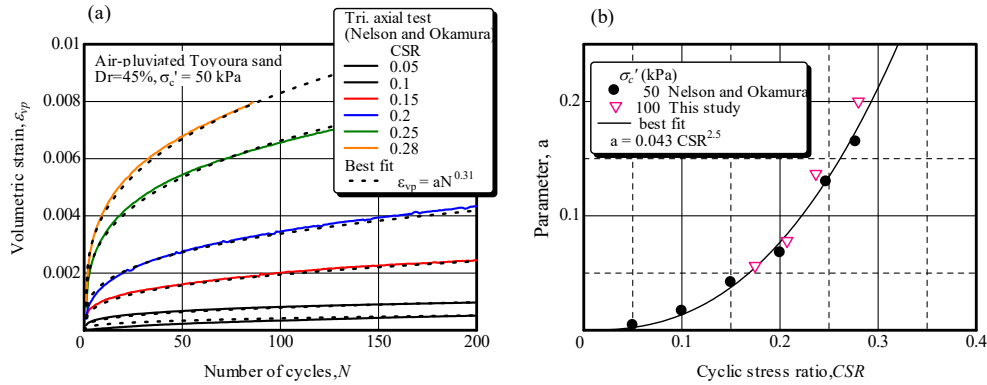 (a)
Tri. axial test
(Nelson and Okamura)
CSR
0.05
0.1
0.15
0.2
0.25
0.28
Best fit
εvp = aN^0.31
Air-pluviated Toyoura sand
Dr=45%, σc' = 50 kPa
0.01
0.008
0.006
0.004
0.002
Volumetric strain, εvp
0 50 100 150 200
Number of cycles, N
(b)
σc' (kPa)
50 Nelson and Okamura
100 This study
best fit
a = 0.043 CSR^2.5
0.2
0.1
Parameter, a
0 0.1 0.2 0.3 0.4
Cyclic stress ratio, CSR